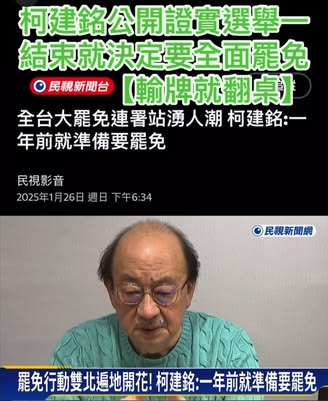 柯建銘公開證實選舉一
結束就決定要全面罷免
【輸牌就翻桌】
民視新聞台
全台大罷免連署站湧人潮 柯建銘:一
年前就準備要罷免
民視影音
2025年1月26日 週日 下午6:34
民視新聞網
罷免行動雙北遍地開花! 柯建銘:一年前就準備要罷免